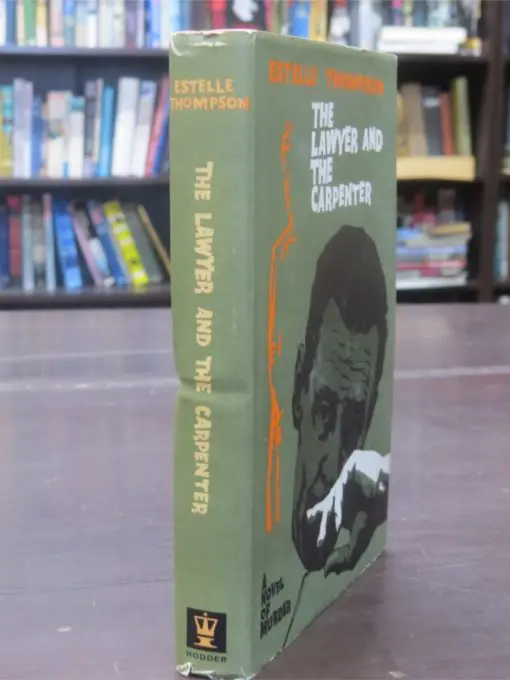 ESTELLE
THOMPSON
THE LAWYER AND THE CARPENTER
HODDER
ESTELLE THOMPSON
THE
LAWYER AND
THE
CARPENTER
A
NOVEL
OF
MURDER